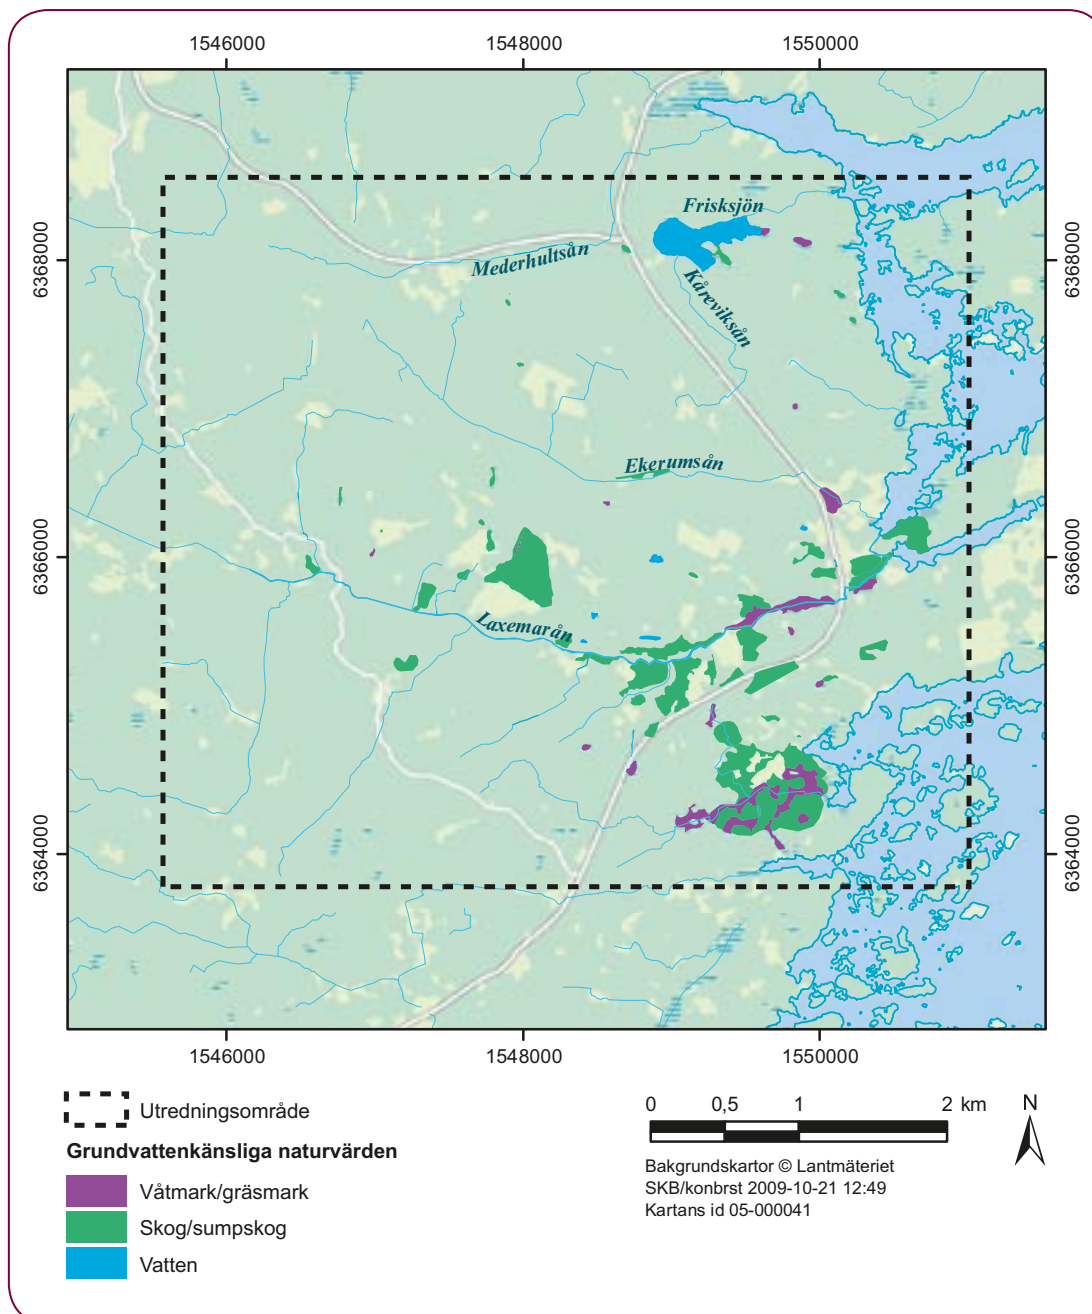 1546000 1548000 1550000
6368000 6368000
6366000 6366000
6364000 6364000
Frisksjön
Mederhultsån
Kåreviksån
Ekerumsån
Laxemarån
1546000 1548000 1550000
Utredningsområde
Grundvattenkänsliga naturvärden
Våtmark/gräsmark
Skog/sumpskog
Vatten
0 0,5 1 2 km
N
Bakgrundskartor © Lantmäteriet
SKB/konbrst 2009-10-21 12:49
Kartans id 05-000041